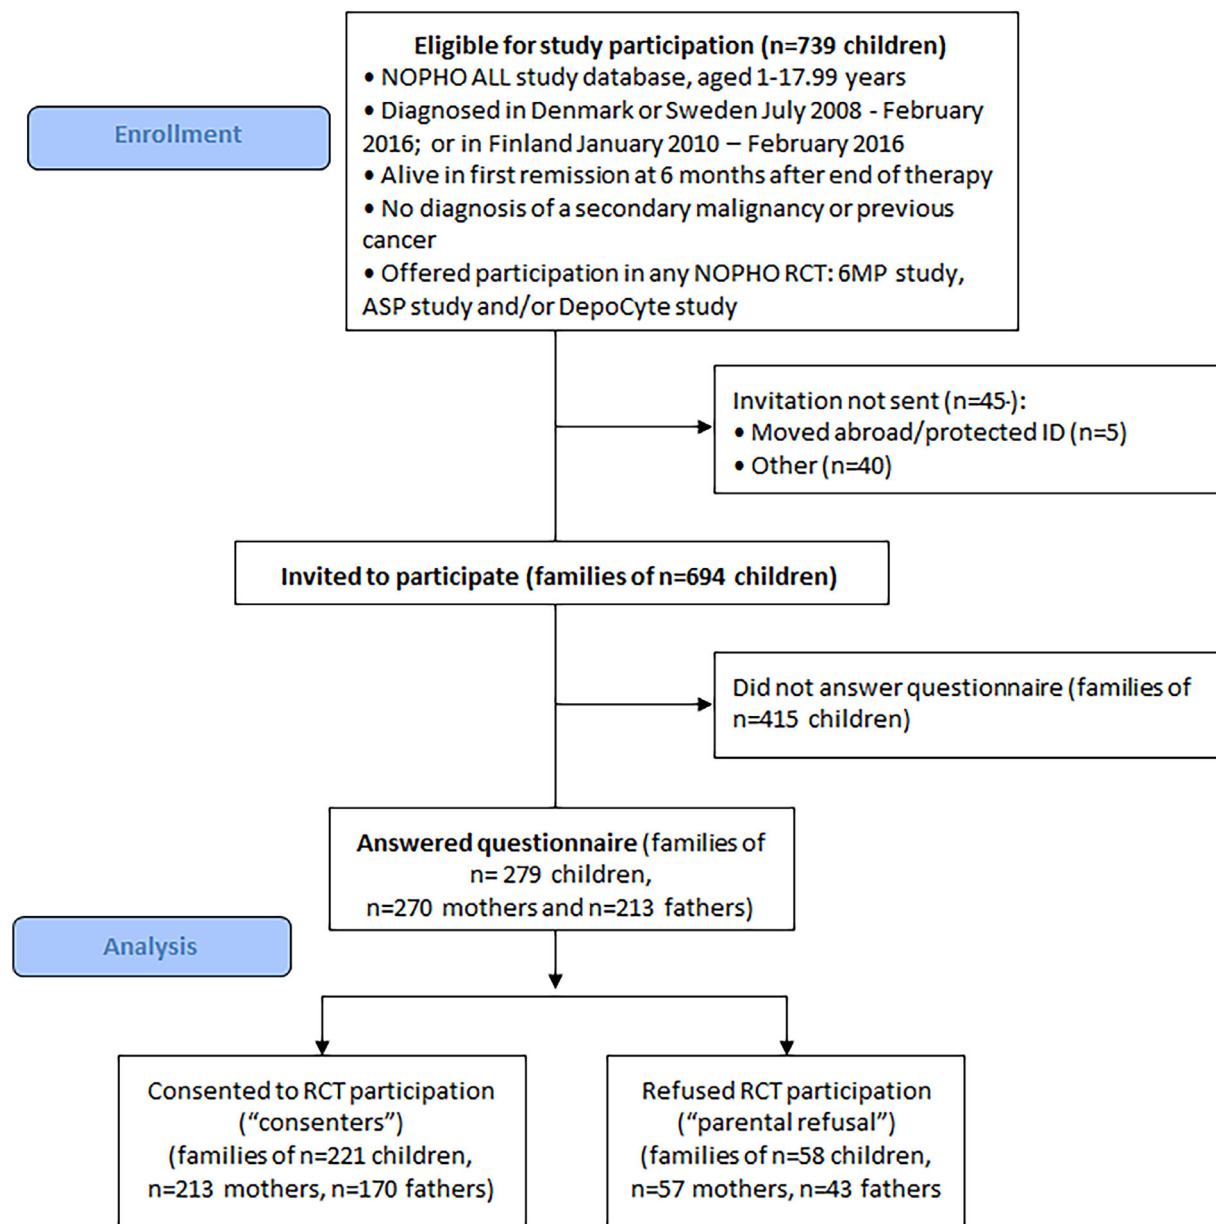 Eligible for study participation (n=739 children)
• NOPHO ALL study database, aged 1-17.99 years
• Diagnosed in Denmark or Sweden July 2008 - February
2016; or in Finland January 2010 – February 2016
• Alive in first remission at 6 months after end of therapy
• No diagnosis of a secondary malignancy or previous
cancer
• Offered participation in any NOPHO RCT: 6MP study,
ASP study and/or DepoCyte study
Enrollment
Invitation not sent (n=45-):
• Moved abroad/protected ID (n=5)
• Other (n=40)
Invited to participate (families of n=694 children)
Did not answer questionnaire (families of
n=415 children)
Answered questionnaire (families of
n= 279 children,
n=270 mothers and n=213 fathers)
Analysis
Consented to RCT participation
(“consenters”)
(families of n=221 children,
n=213 mothers, n=170 fathers)
Refused RCT participation
(“parental refusal”)
(families of n=58 children,
n=57 mothers, n=43 fathers